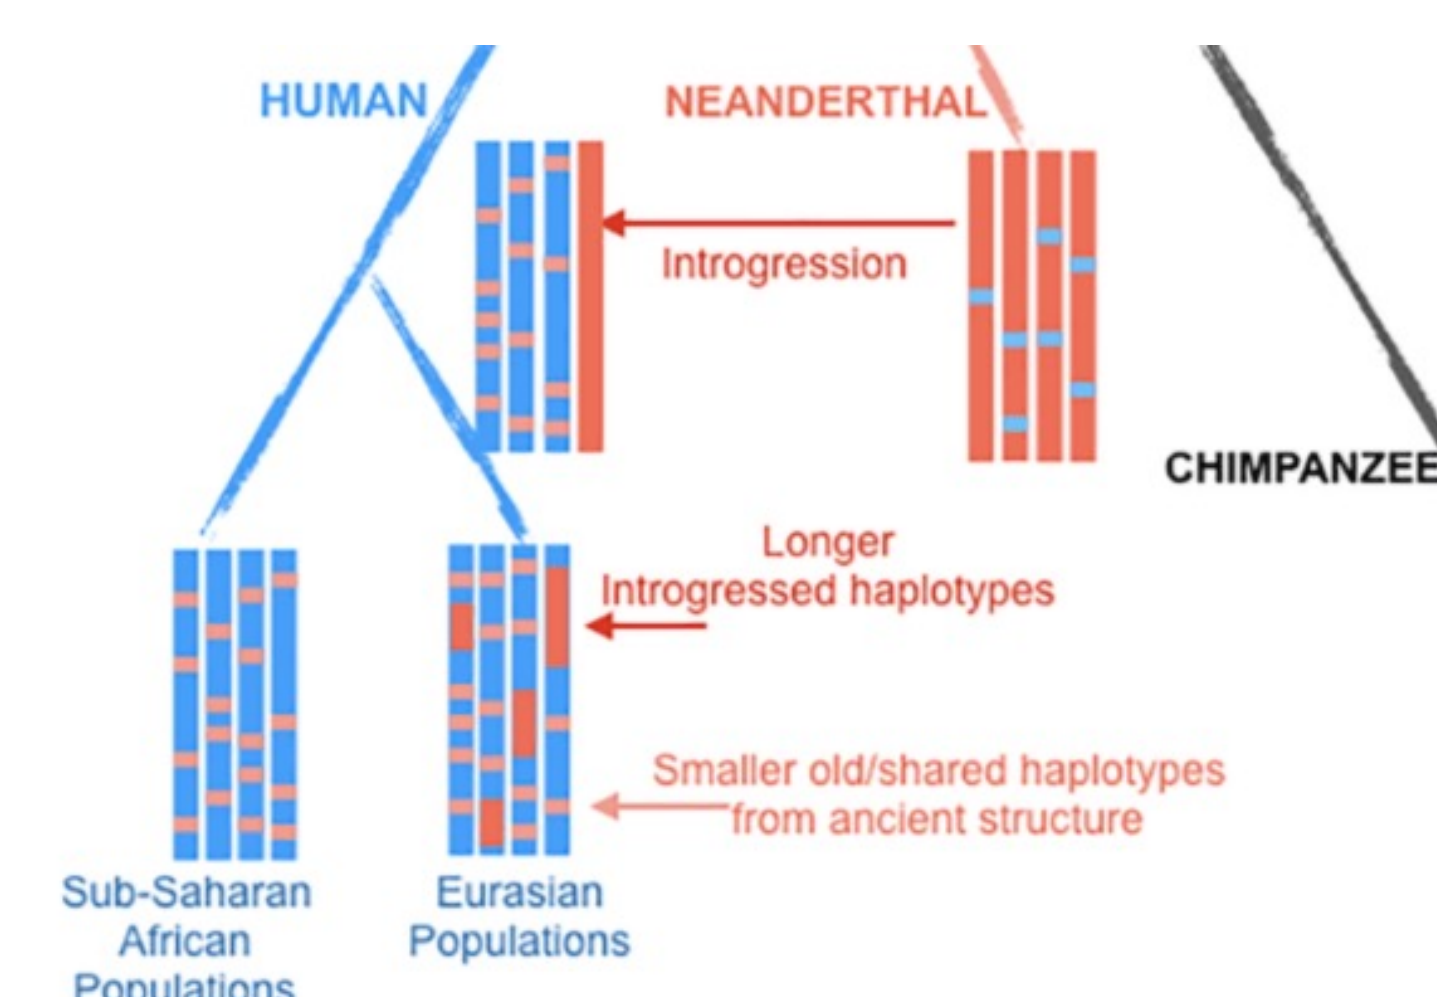 HUMAN
NEANDERTHAL
Introgression
CHIMPANZEE
Longer
Introgressed haplotypes
Smaller old/shared haplotypes
from ancient structure
Sub-Saharan
African
Populations
Eurasian
Populations